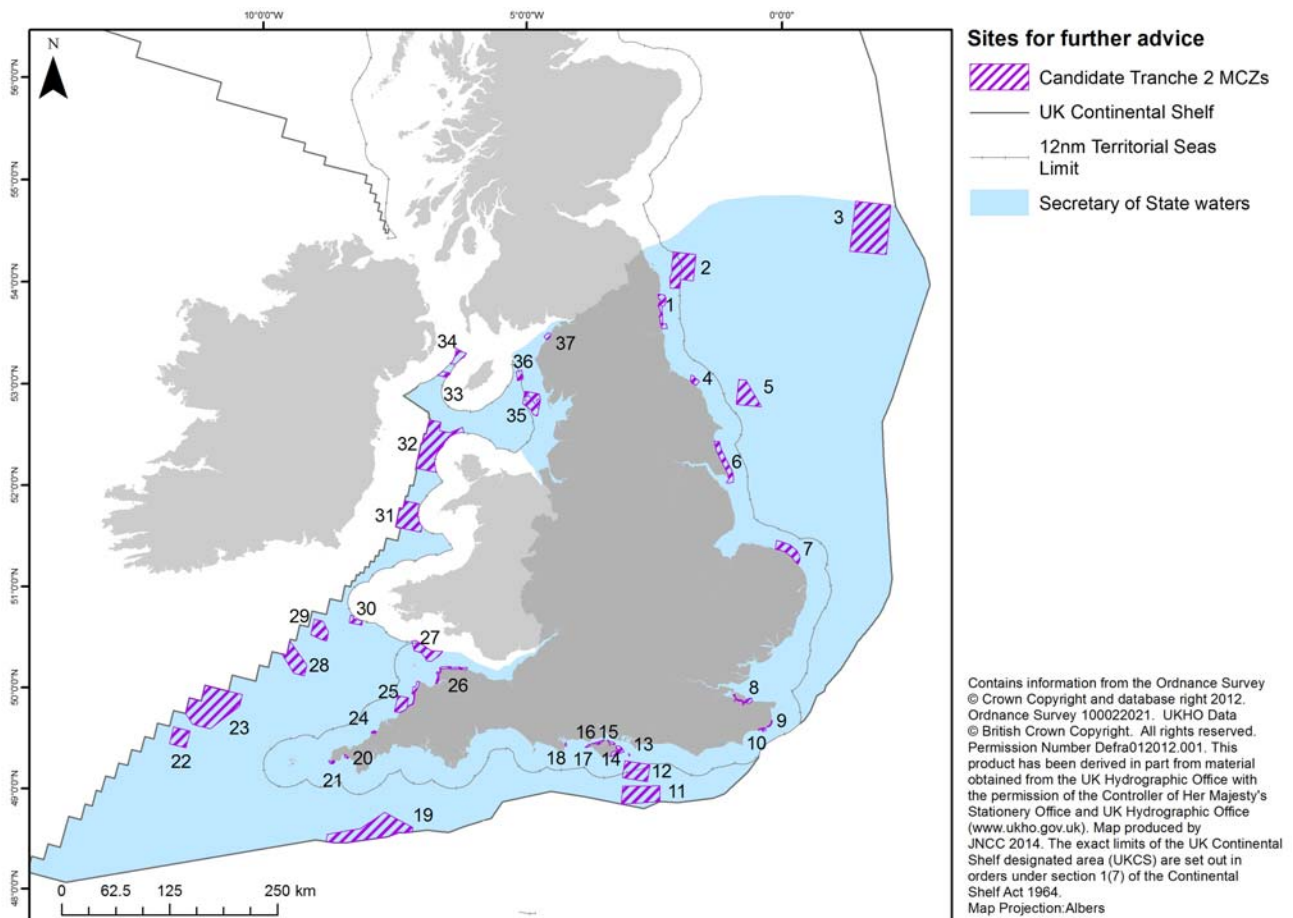 10°0'0"W
5°0'0"W
0°0'0"
N
56°0'0"N
55°0'0"N
54°0'0"N
53°0'0"N
52°0'0"N
51°0'0"N
50°0'0"N
49°0'0"N
48°0'0"N
3
2
1
34
36
37
33
4
5
35
32
6
31
7
29
30
27
28
25
26
8
24
23
9
16
15
13
10
22
18
17
14
20
12
21
11
19
0
62.5
125
250 km
Sites for further advice
Candidate Tranche 2 MCZs
UK Continental Shelf
12nm Territorial Seas
Limit
Secretary of State waters
Contains information from the Ordnance Survey
© Crown Copyright and database right 2012.
Ordnance Survey 100022021. UKHO Data
© British Crown Copyright. All rights reserved.
Permission Number Defra012012.001. This
product has been derived in part from material
obtained from the UK Hydrographic Office with
the permission of the Controller of Her Majesty's
Stationery Office and UK Hydrographic Office
(www.ukho.gov.uk). Map produced by
JNCC 2014. The exact limits of the UK Continental
Shelf designated area (UKCS) are set out in
orders under section 1(7) of the Continental
Shelf Act 1964.
Map Projection:Albers